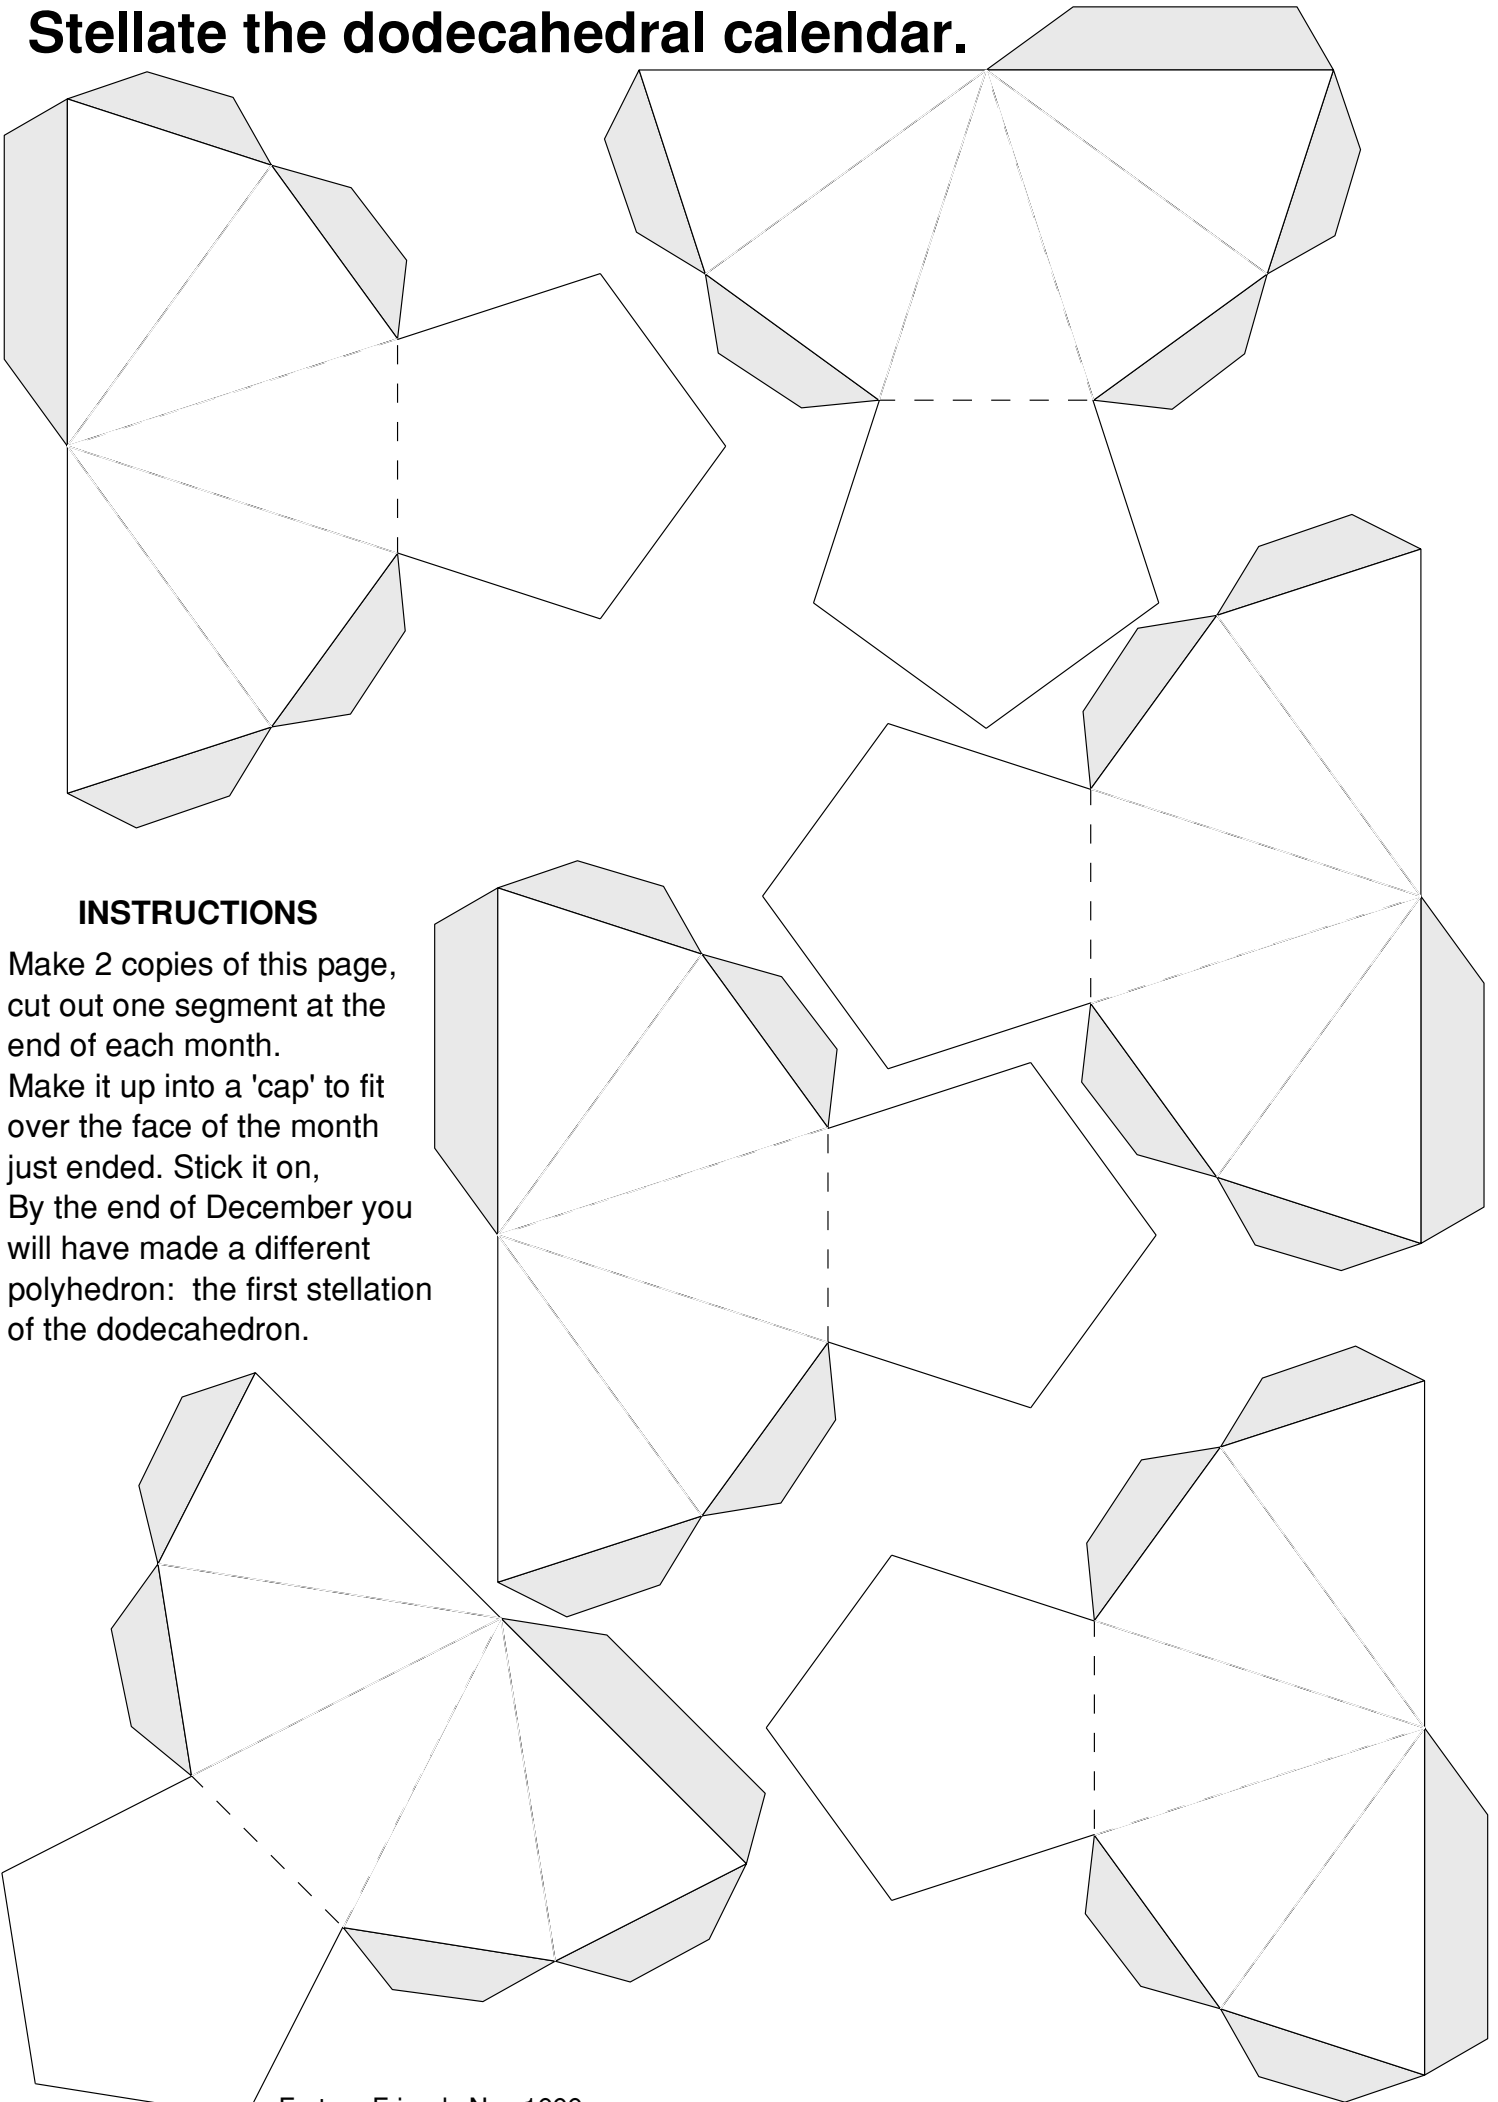 Stellate the dodecahedral calendar.
INSTRUCTIONS
Make 2 copies of this page,
cut out one segment at the
end of each month.
Make it up into a 'cap' to fit
over the face of the month
just ended. Stick it on,
By the end of December you
will have made a different
polyhedron:  the first stellation
of the dodecahedron.